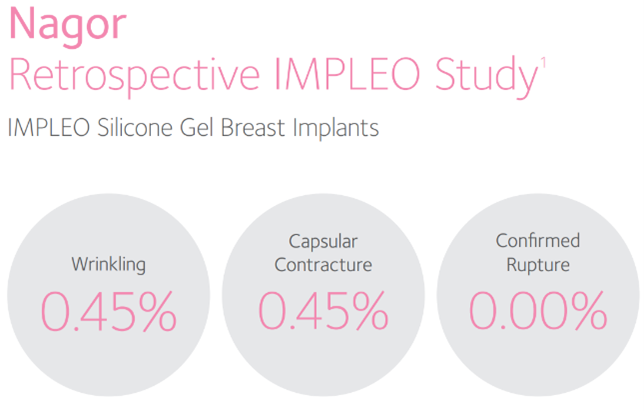 Nagor
Retrospective IMPLEO Study¹
IMPLEO Silicone Gel Breast Implants
Wrinkling
0.45%
Capsular
Contracture
0.45%
Confirmed
Rupture
0.00%